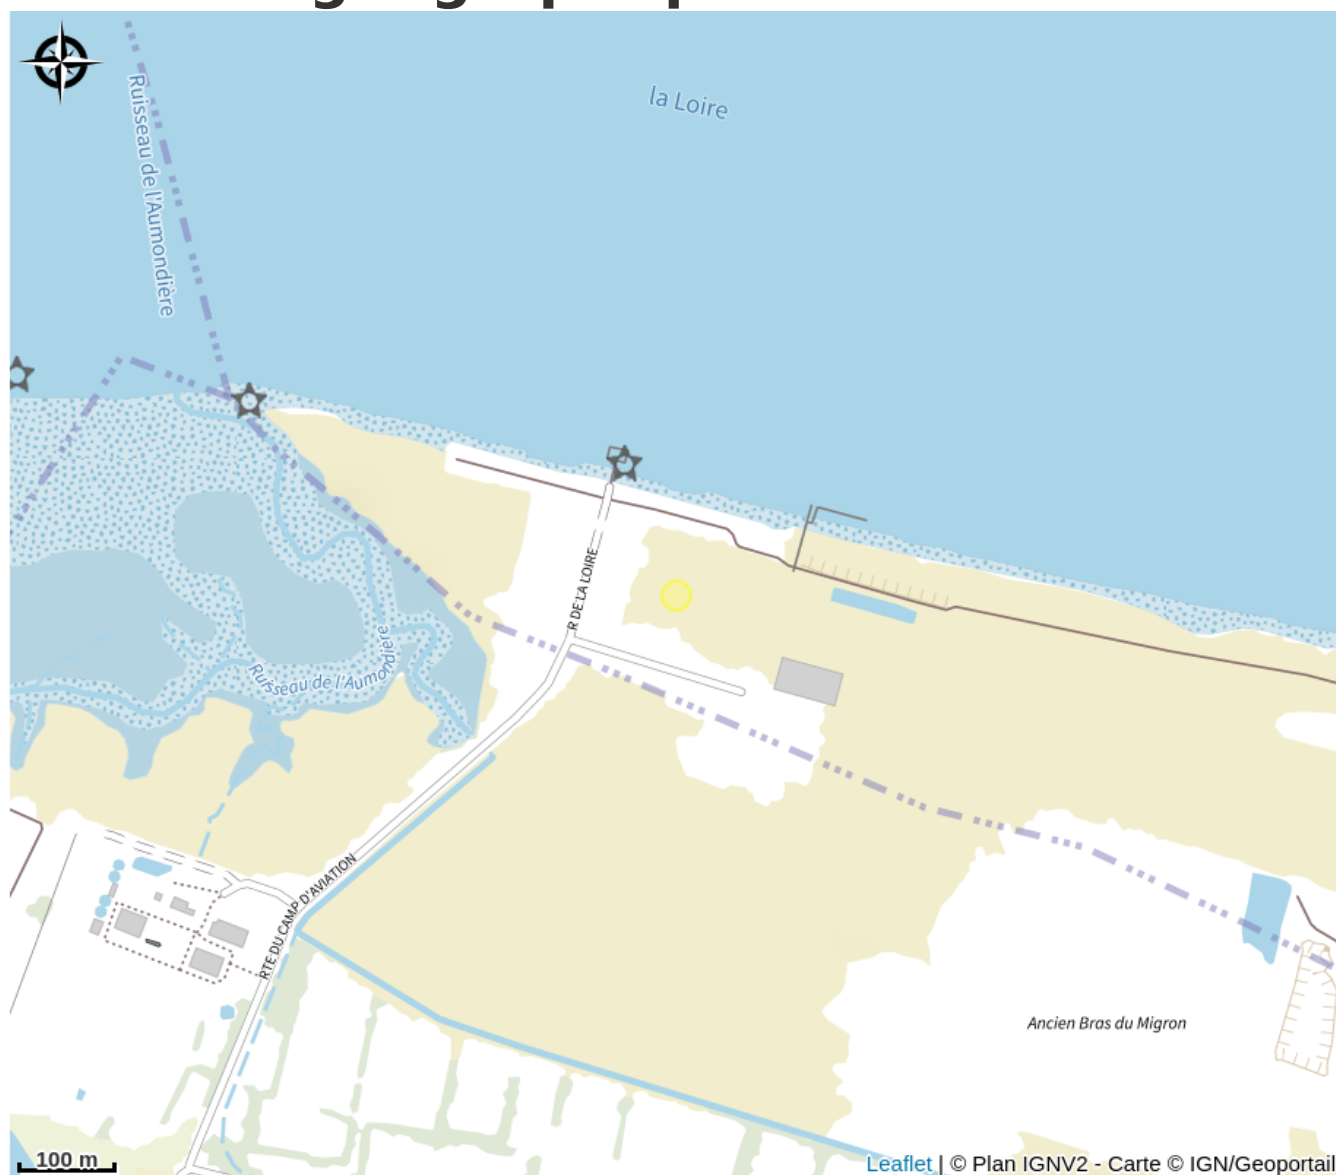 la Loire
Ruisseau de l'Aumondière
R DE LA LOIRE
Ruisseau de l'Aumondière
RTE DU CAMP D'AVIATION
Ancien Bras du Migron
100 m
Leaflet | © Plan IGNV2 - Carte © IGN/Geoportail